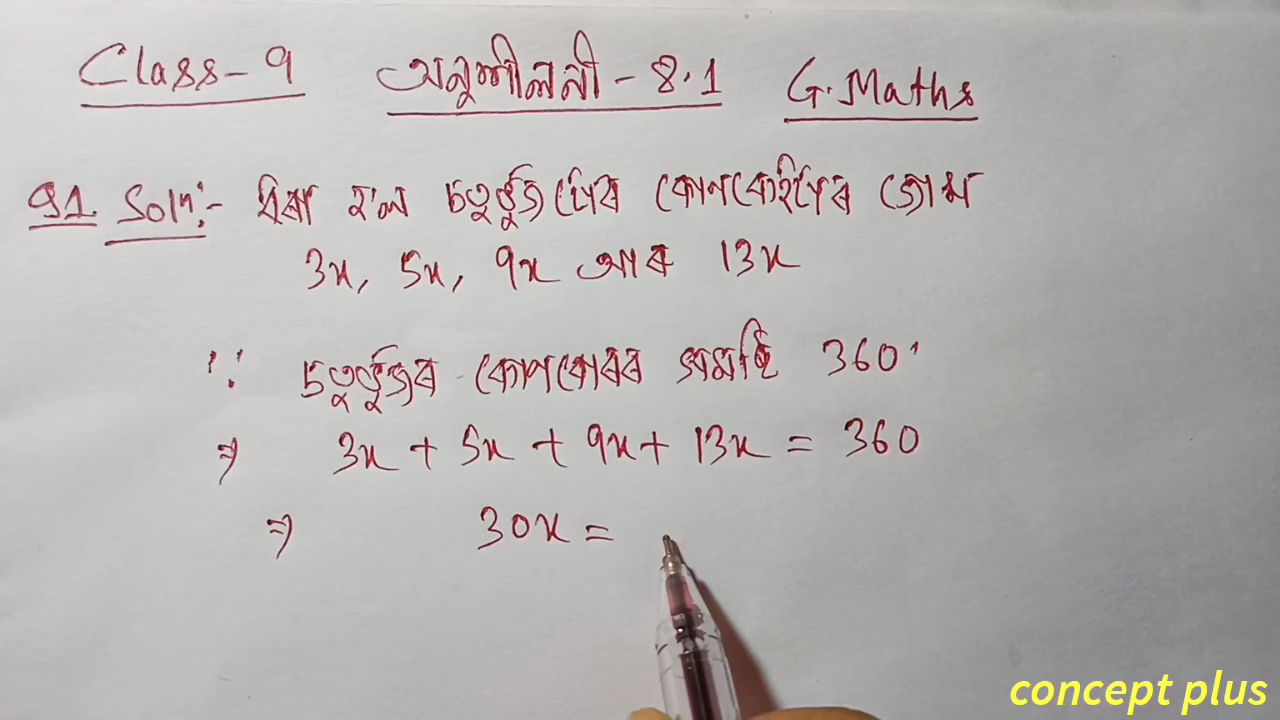 Class-9 অনুশীলনী-8.1 G.Maths
Q1 Soln:- ধৰা হ'ল চতুৰ্ভুজটোৰ কোণকেইটাৰ জোখ
3x, 5x, 9x আৰু 13x
∵ চতুৰ্ভুজৰ কোণবোৰৰ সমষ্টি 360°
⇒ 3x + 5x + 9x + 13x = 360
⇒ 30x =
concept plus